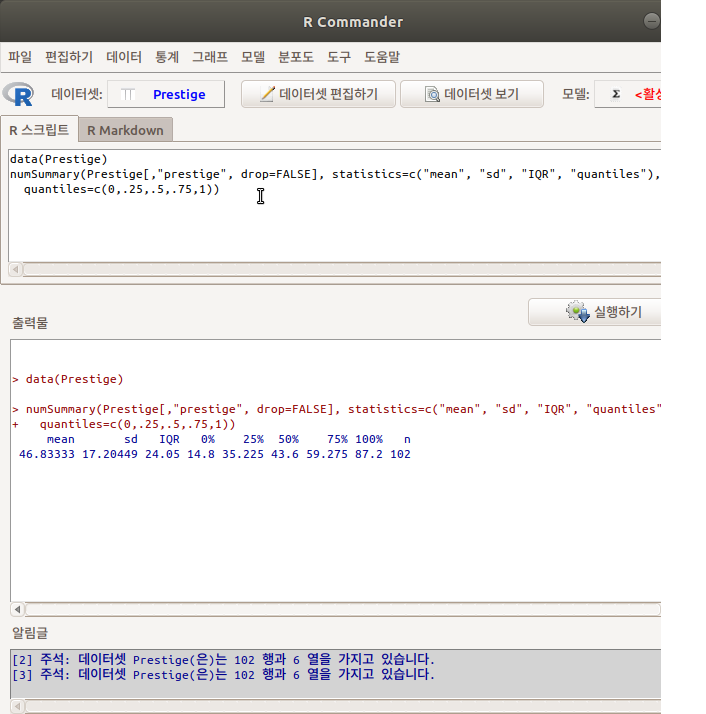 R Commander
파일 편집하기 데이터 통계 그래프 모델 분포도 도구 도움말
R 데이터셋: Prestige 데이터셋 편집하기 데이터셋 보기 모델: Σ <활성
R 스크립트 R Markdown
data(Prestige)
numSummary(Prestige[,"prestige", drop=FALSE], statistics=c("mean", "sd", "IQR", "quantiles"),
  quantiles=c(0,.25,.5,.75,1))
실행하기
출력물
> data(Prestige)
> numSummary(Prestige[,"prestige", drop=FALSE], statistics=c("mean", "sd", "IQR", "quantiles"
+   quantiles=c(0,.25,.5,.75,1))
     mean       sd   IQR   0%    25%  50%    75% 100%   n
 46.83333 17.20449 24.05 14.8 35.225 43.6 59.275 87.2 102
알림글
[2] 주석: 데이터셋 Prestige(은)는 102 행과 6 열을 가지고 있습니다.
[3] 주석: 데이터셋 Prestige(은)는 102 행과 6 열을 가지고 있습니다.